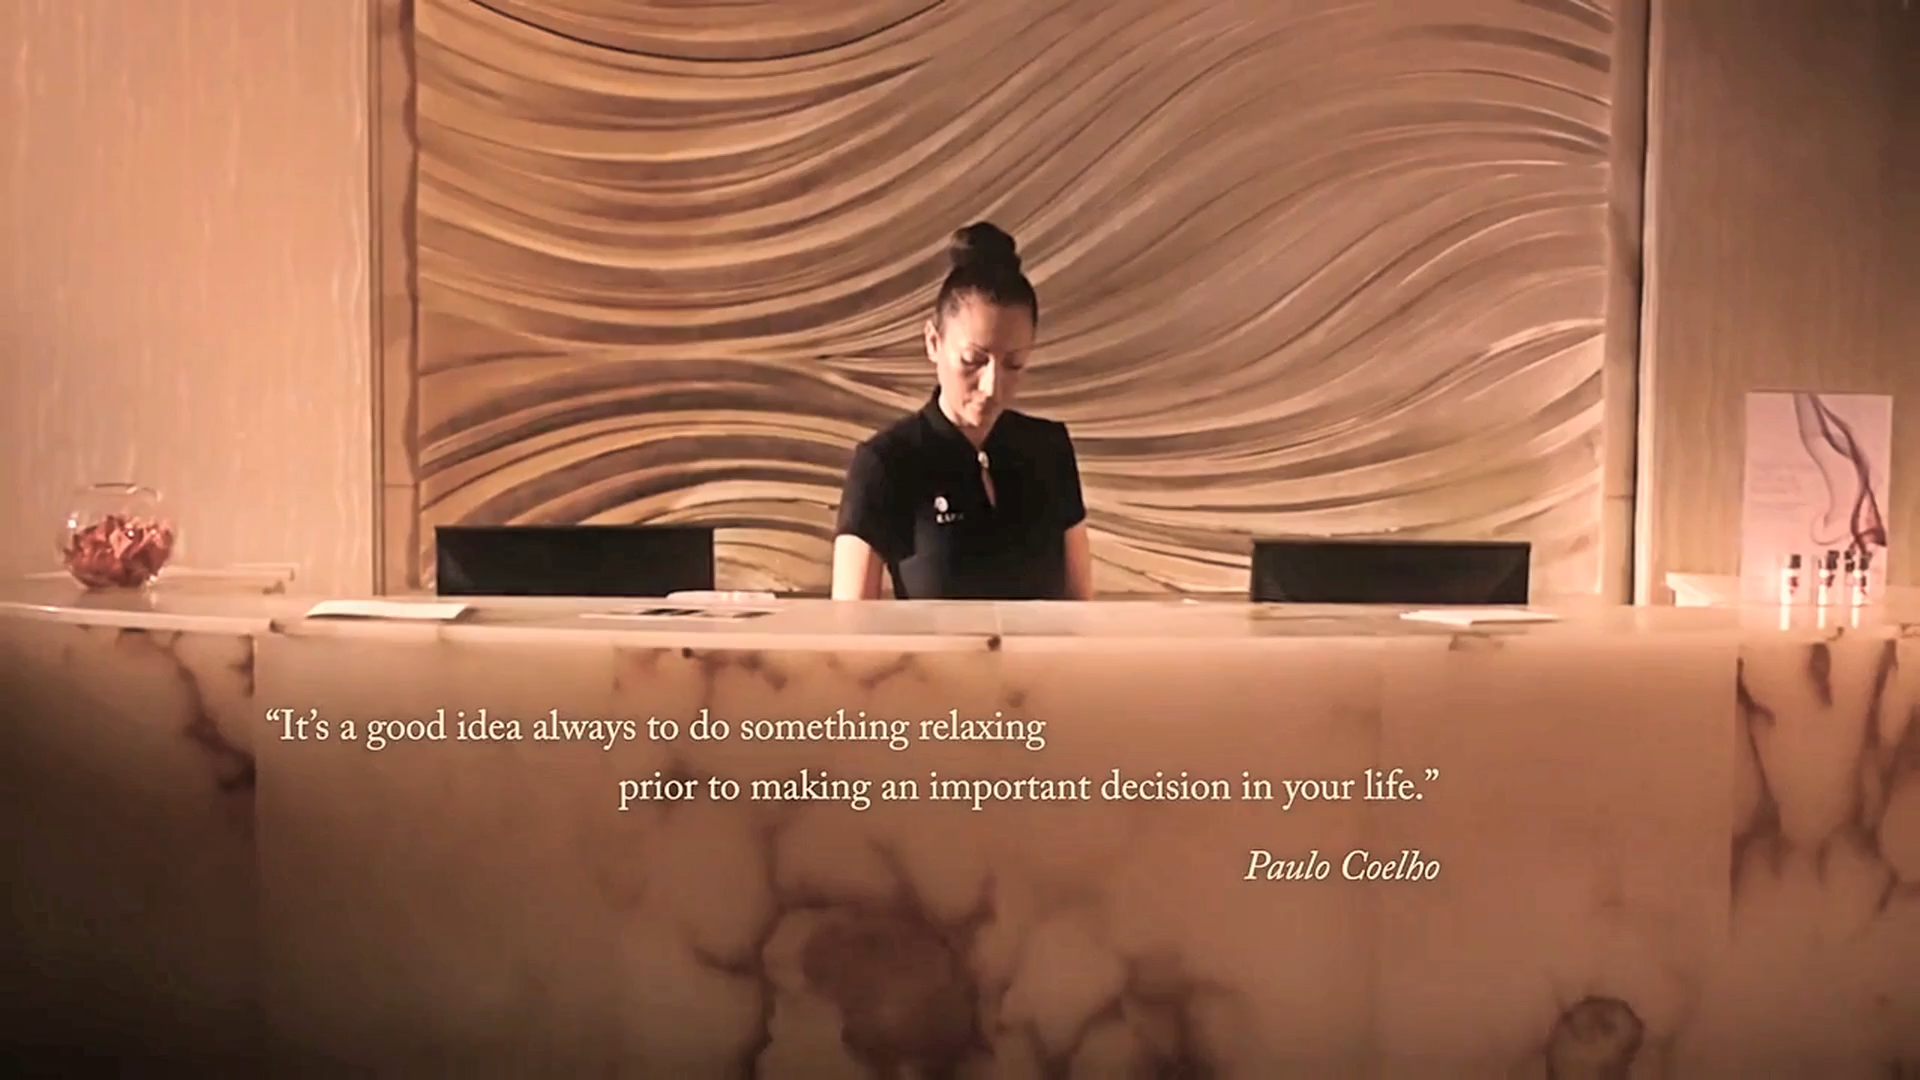 “It’s a good idea always to do something relaxing
prior to making an important decision in your life.”
Paulo Coelho